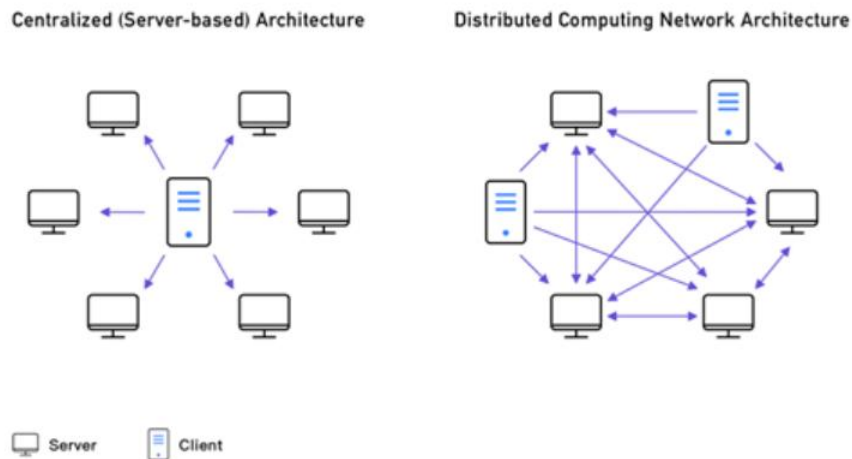 Centralized (Server-based) Architecture
Distributed Computing Network Architecture
Server
Client